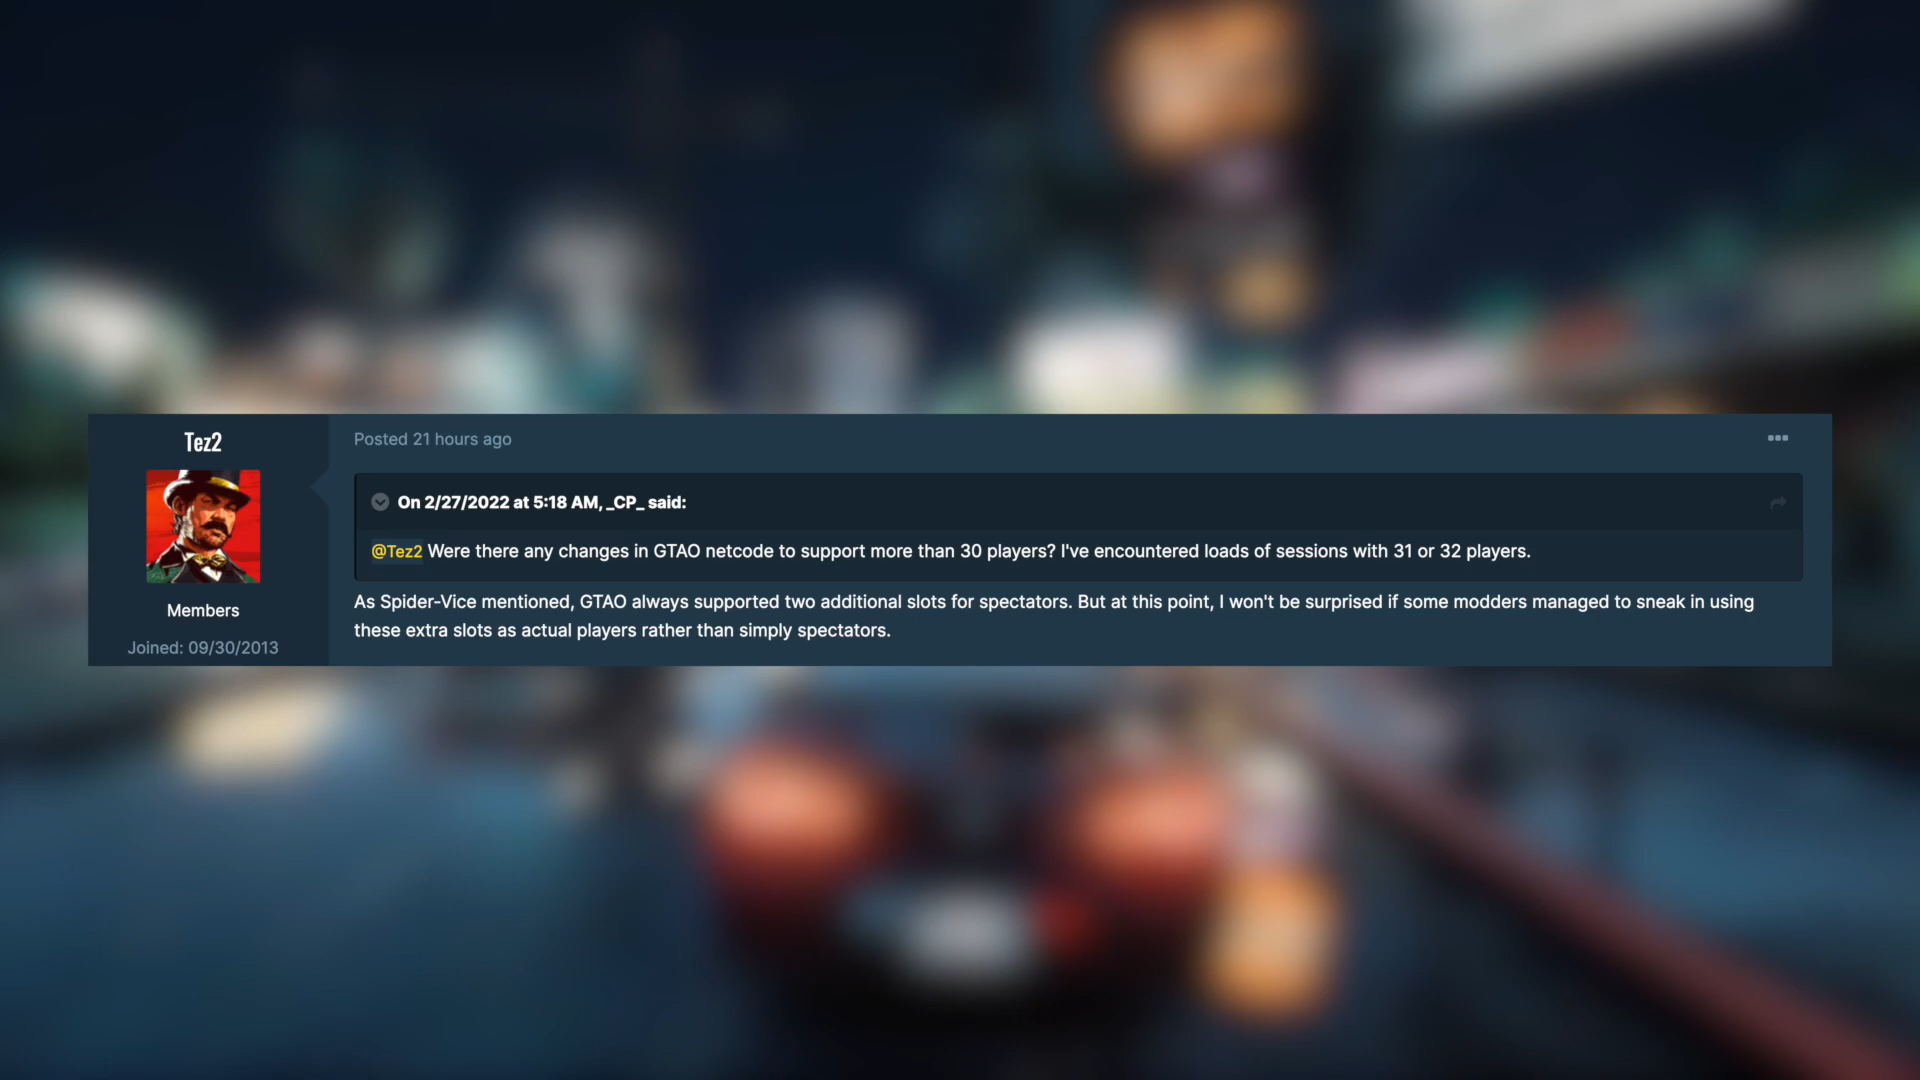 Tez2
Members
Joined: 09/30/2013
Posted 21 hours ago
On 2/27/2022 at 5:18 AM, _CP_ said:
@Tez2 Were there any changes in GTAO netcode to support more than 30 players? I've encountered loads of sessions with 31 or 32 players.
As Spider-Vice mentioned, GTAO always supported two additional slots for spectators. But at this point, I won't be surprised if some modders managed to sneak in using
these extra slots as actual players rather than simply spectators.